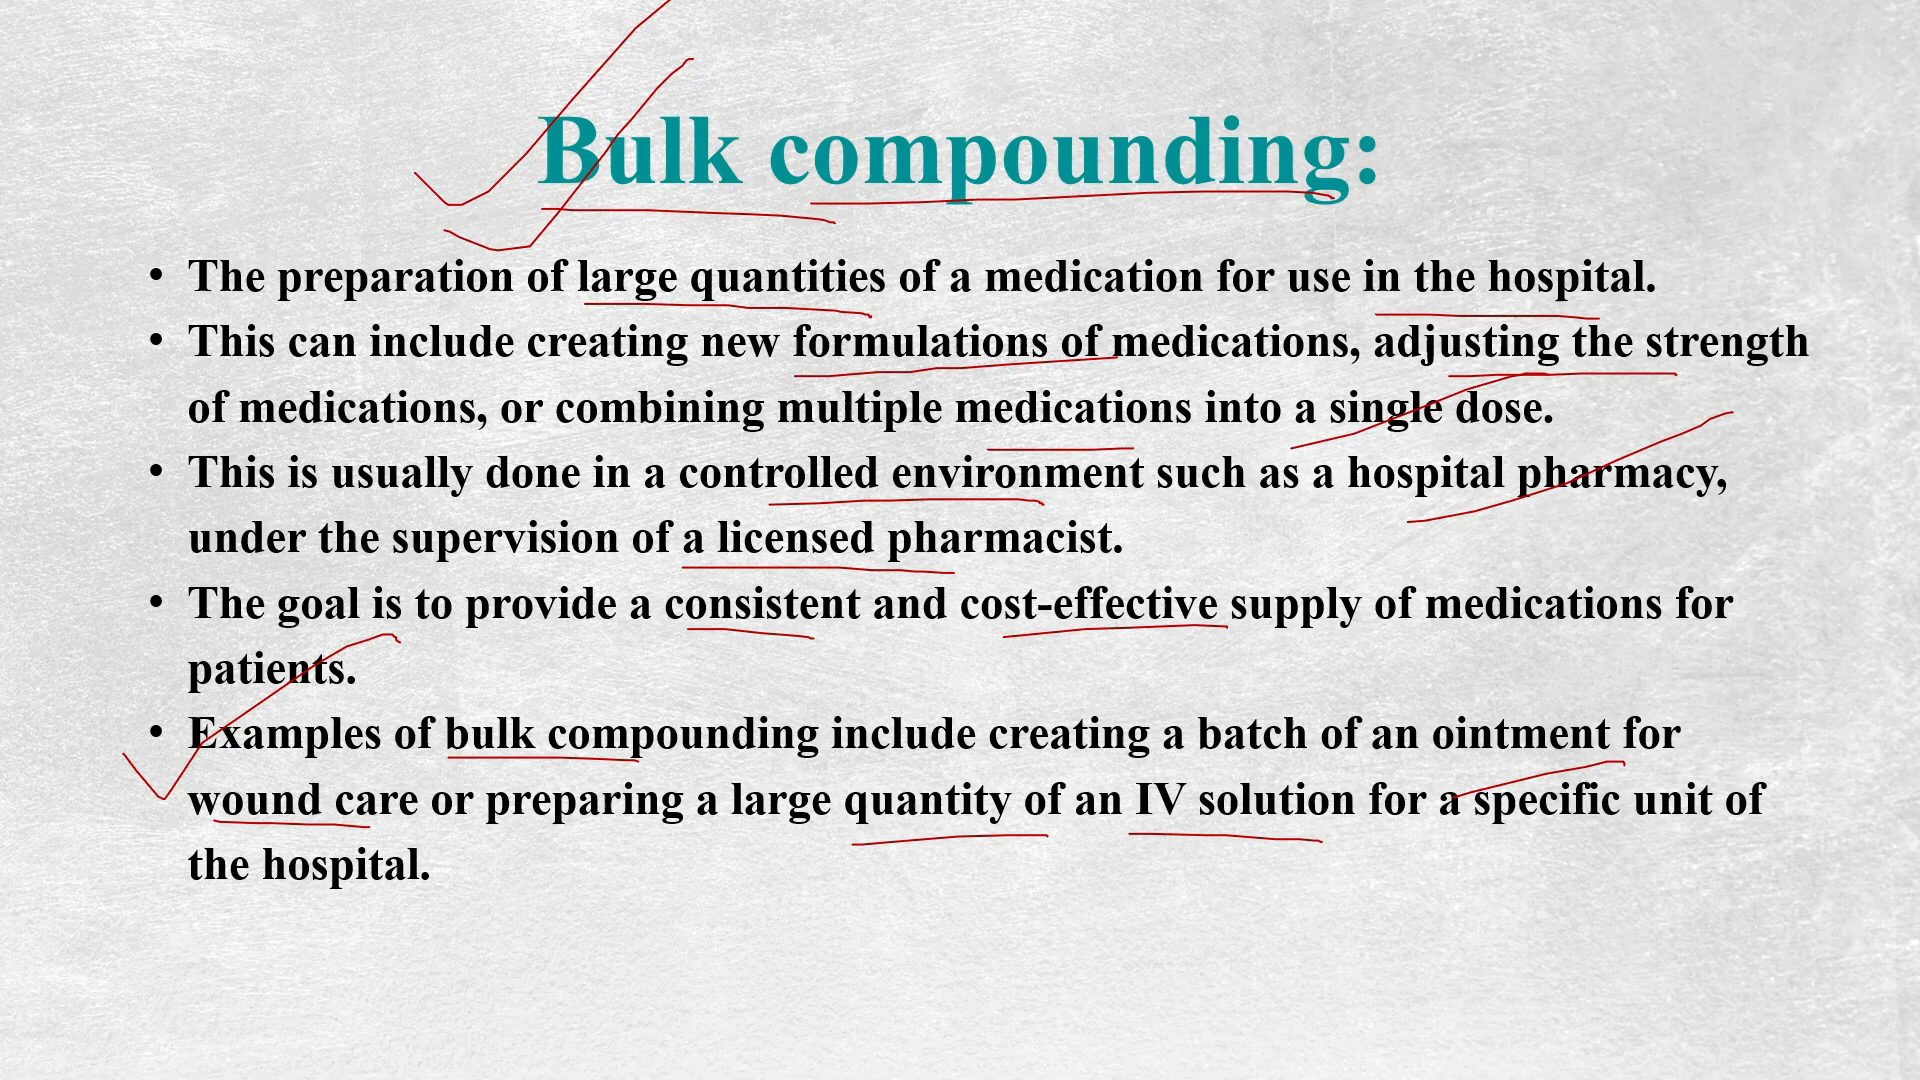 Bulk compounding:
• The preparation of large quantities of a medication for use in the hospital.
• This can include creating new formulations of medications, adjusting the strength
of medications, or combining multiple medications into a single dose.
• This is usually done in a controlled environment such as a hospital pharmacy,
under the supervision of a licensed pharmacist.
• The goal is to provide a consistent and cost-effective supply of medications for
patients.
• Examples of bulk compounding include creating a batch of an ointment for
wound care or preparing a large quantity of an IV solution for a specific unit of
the hospital.